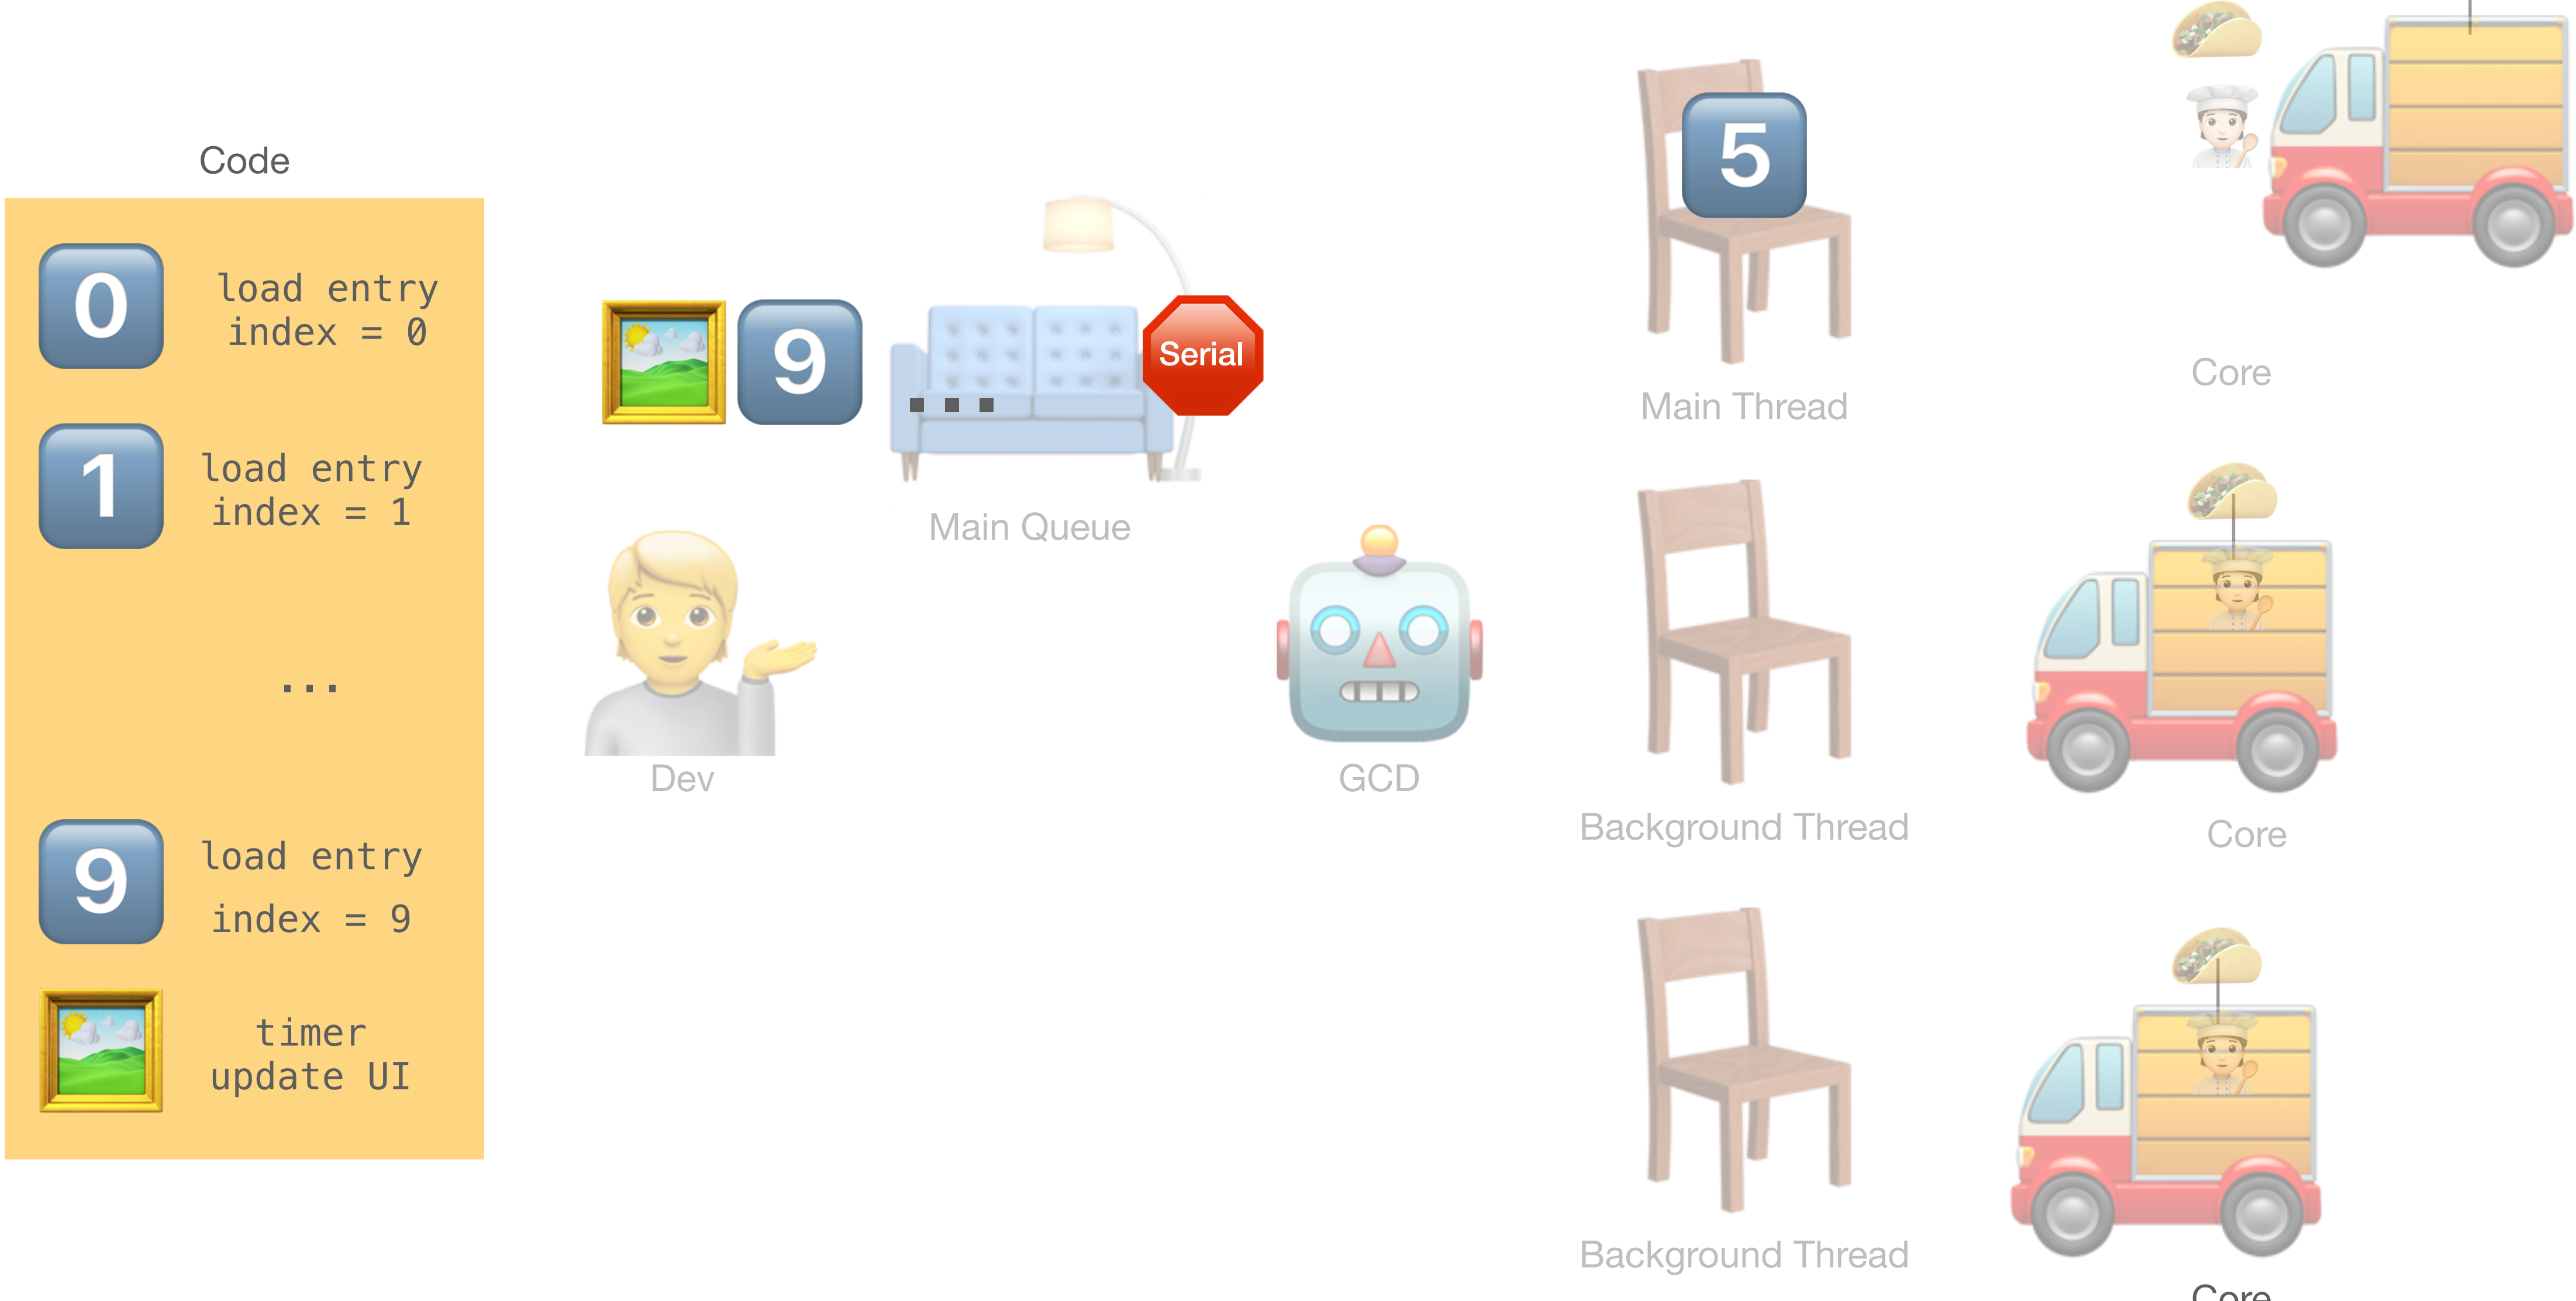 Code
0
load entry
index = 0
1
load entry
index = 1
...
9
load entry
index = 9
timer
update UI
9
...
Serial
Main Queue
Dev
GCD
5
Main Thread
Background Thread
Background Thread
Core
Core
Core